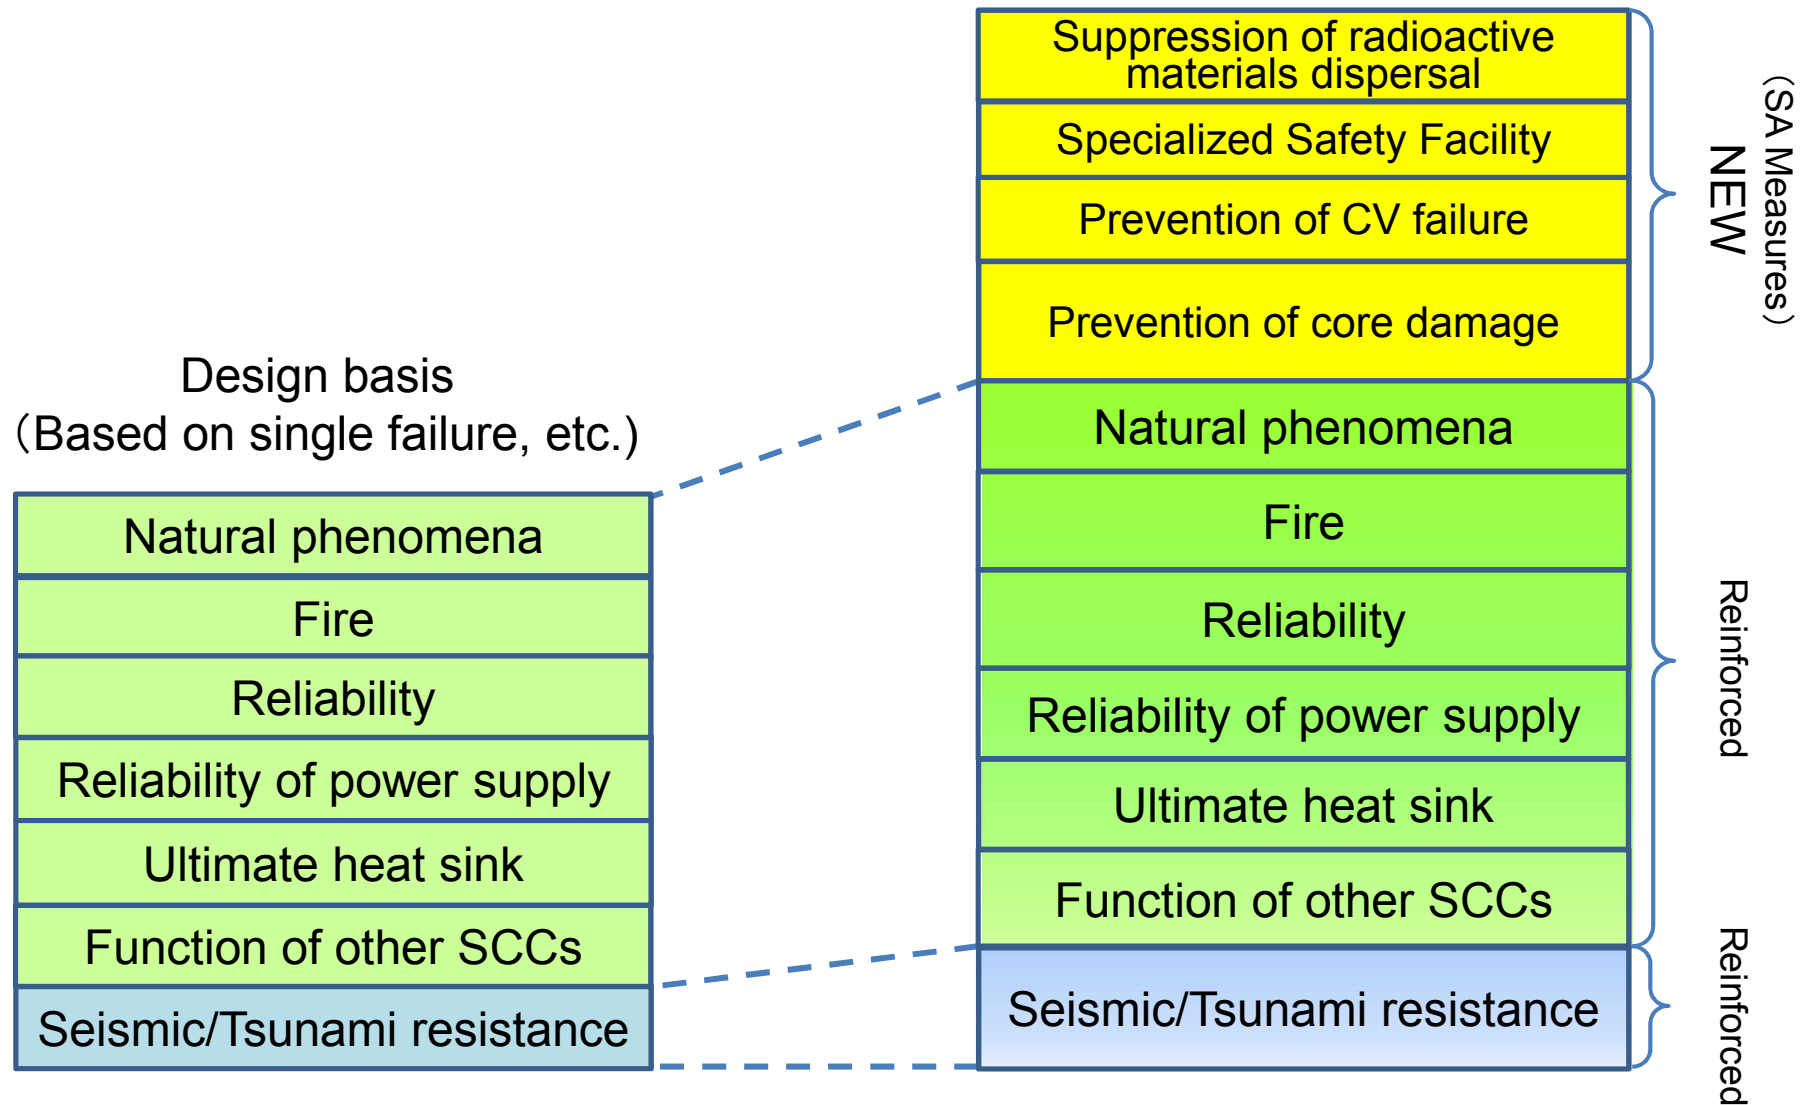 Design basis
（Based on single failure, etc.)
Natural phenomena
Fire
Reliability
Reliability of power supply
Ultimate heat sink
Function of other SCCs
Seismic/Tsunami resistance
Suppression of radioactive
materials dispersal
Specialized Safety Facility
Prevention of CV failure
Prevention of core damage
Natural phenomena
Fire
Reliability
Reliability of power supply
Ultimate heat sink
Function of other SCCs
Seismic/Tsunami resistance
（SA Measures）
NEW
Reinforced
Reinforced